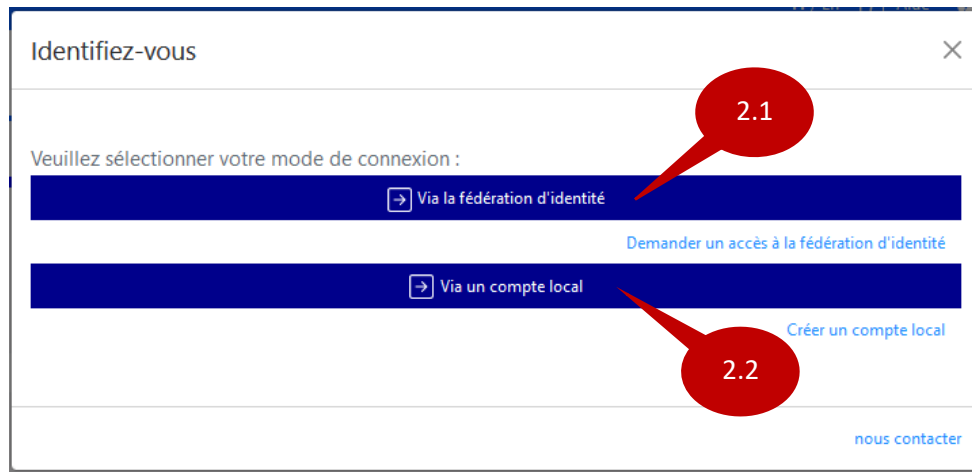 Identifiez-vous
2.1
Veuillez sélectionner votre mode de connexion :
Via la fédération d'identité
Demander un accès à la fédération d'identité
Via un compte local
Créer un compte local
2.2
nous contacter